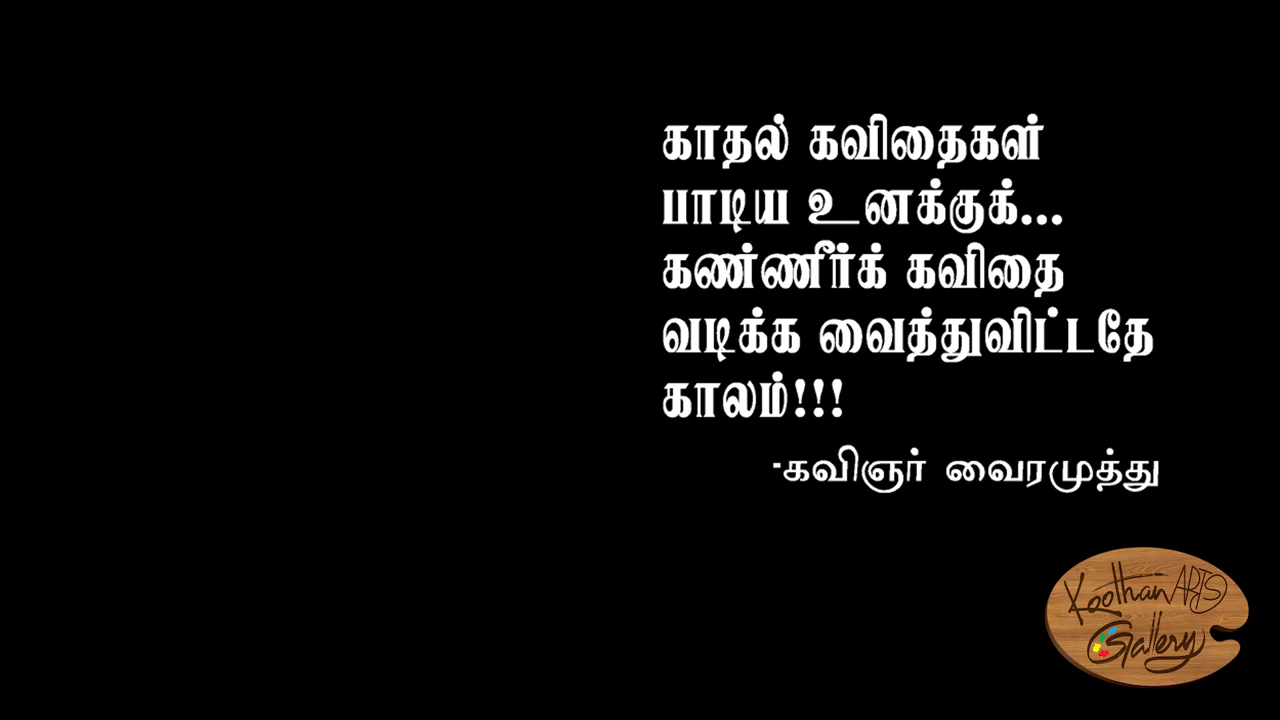 காதல் கவிதைகள்
பாடிய உனக்குக்...
கண்ணீர்க் கவிதை
வடிக்க வைத்துவிட்டதே
காலம்!!!
-கவிஞர் வைரமுத்து
Koothan ARTS
Gallery